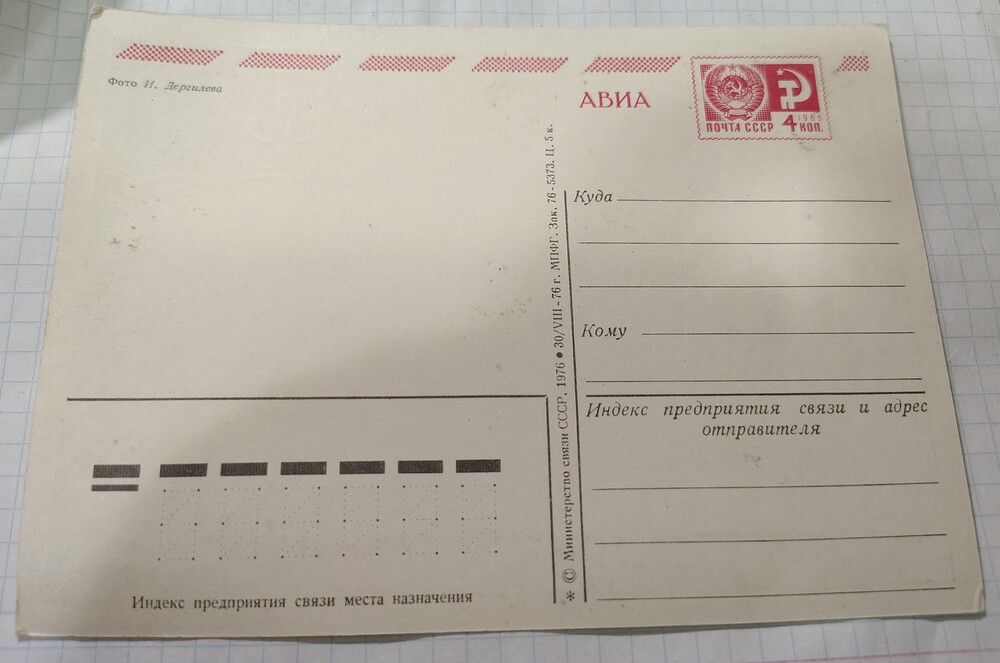 Фото И. Дергилева
АВИА
ПОЧТА СССР 4 1966 КОП.
Куда
Кому
Индекс предприятия связи и адрес
отправителя
* © Министерство связи СССР, 1976 • 30/VIII-76 г. МПФГ. Зак. 76-5373. Ц. 5 к.
Индекс предприятия связи места назначения